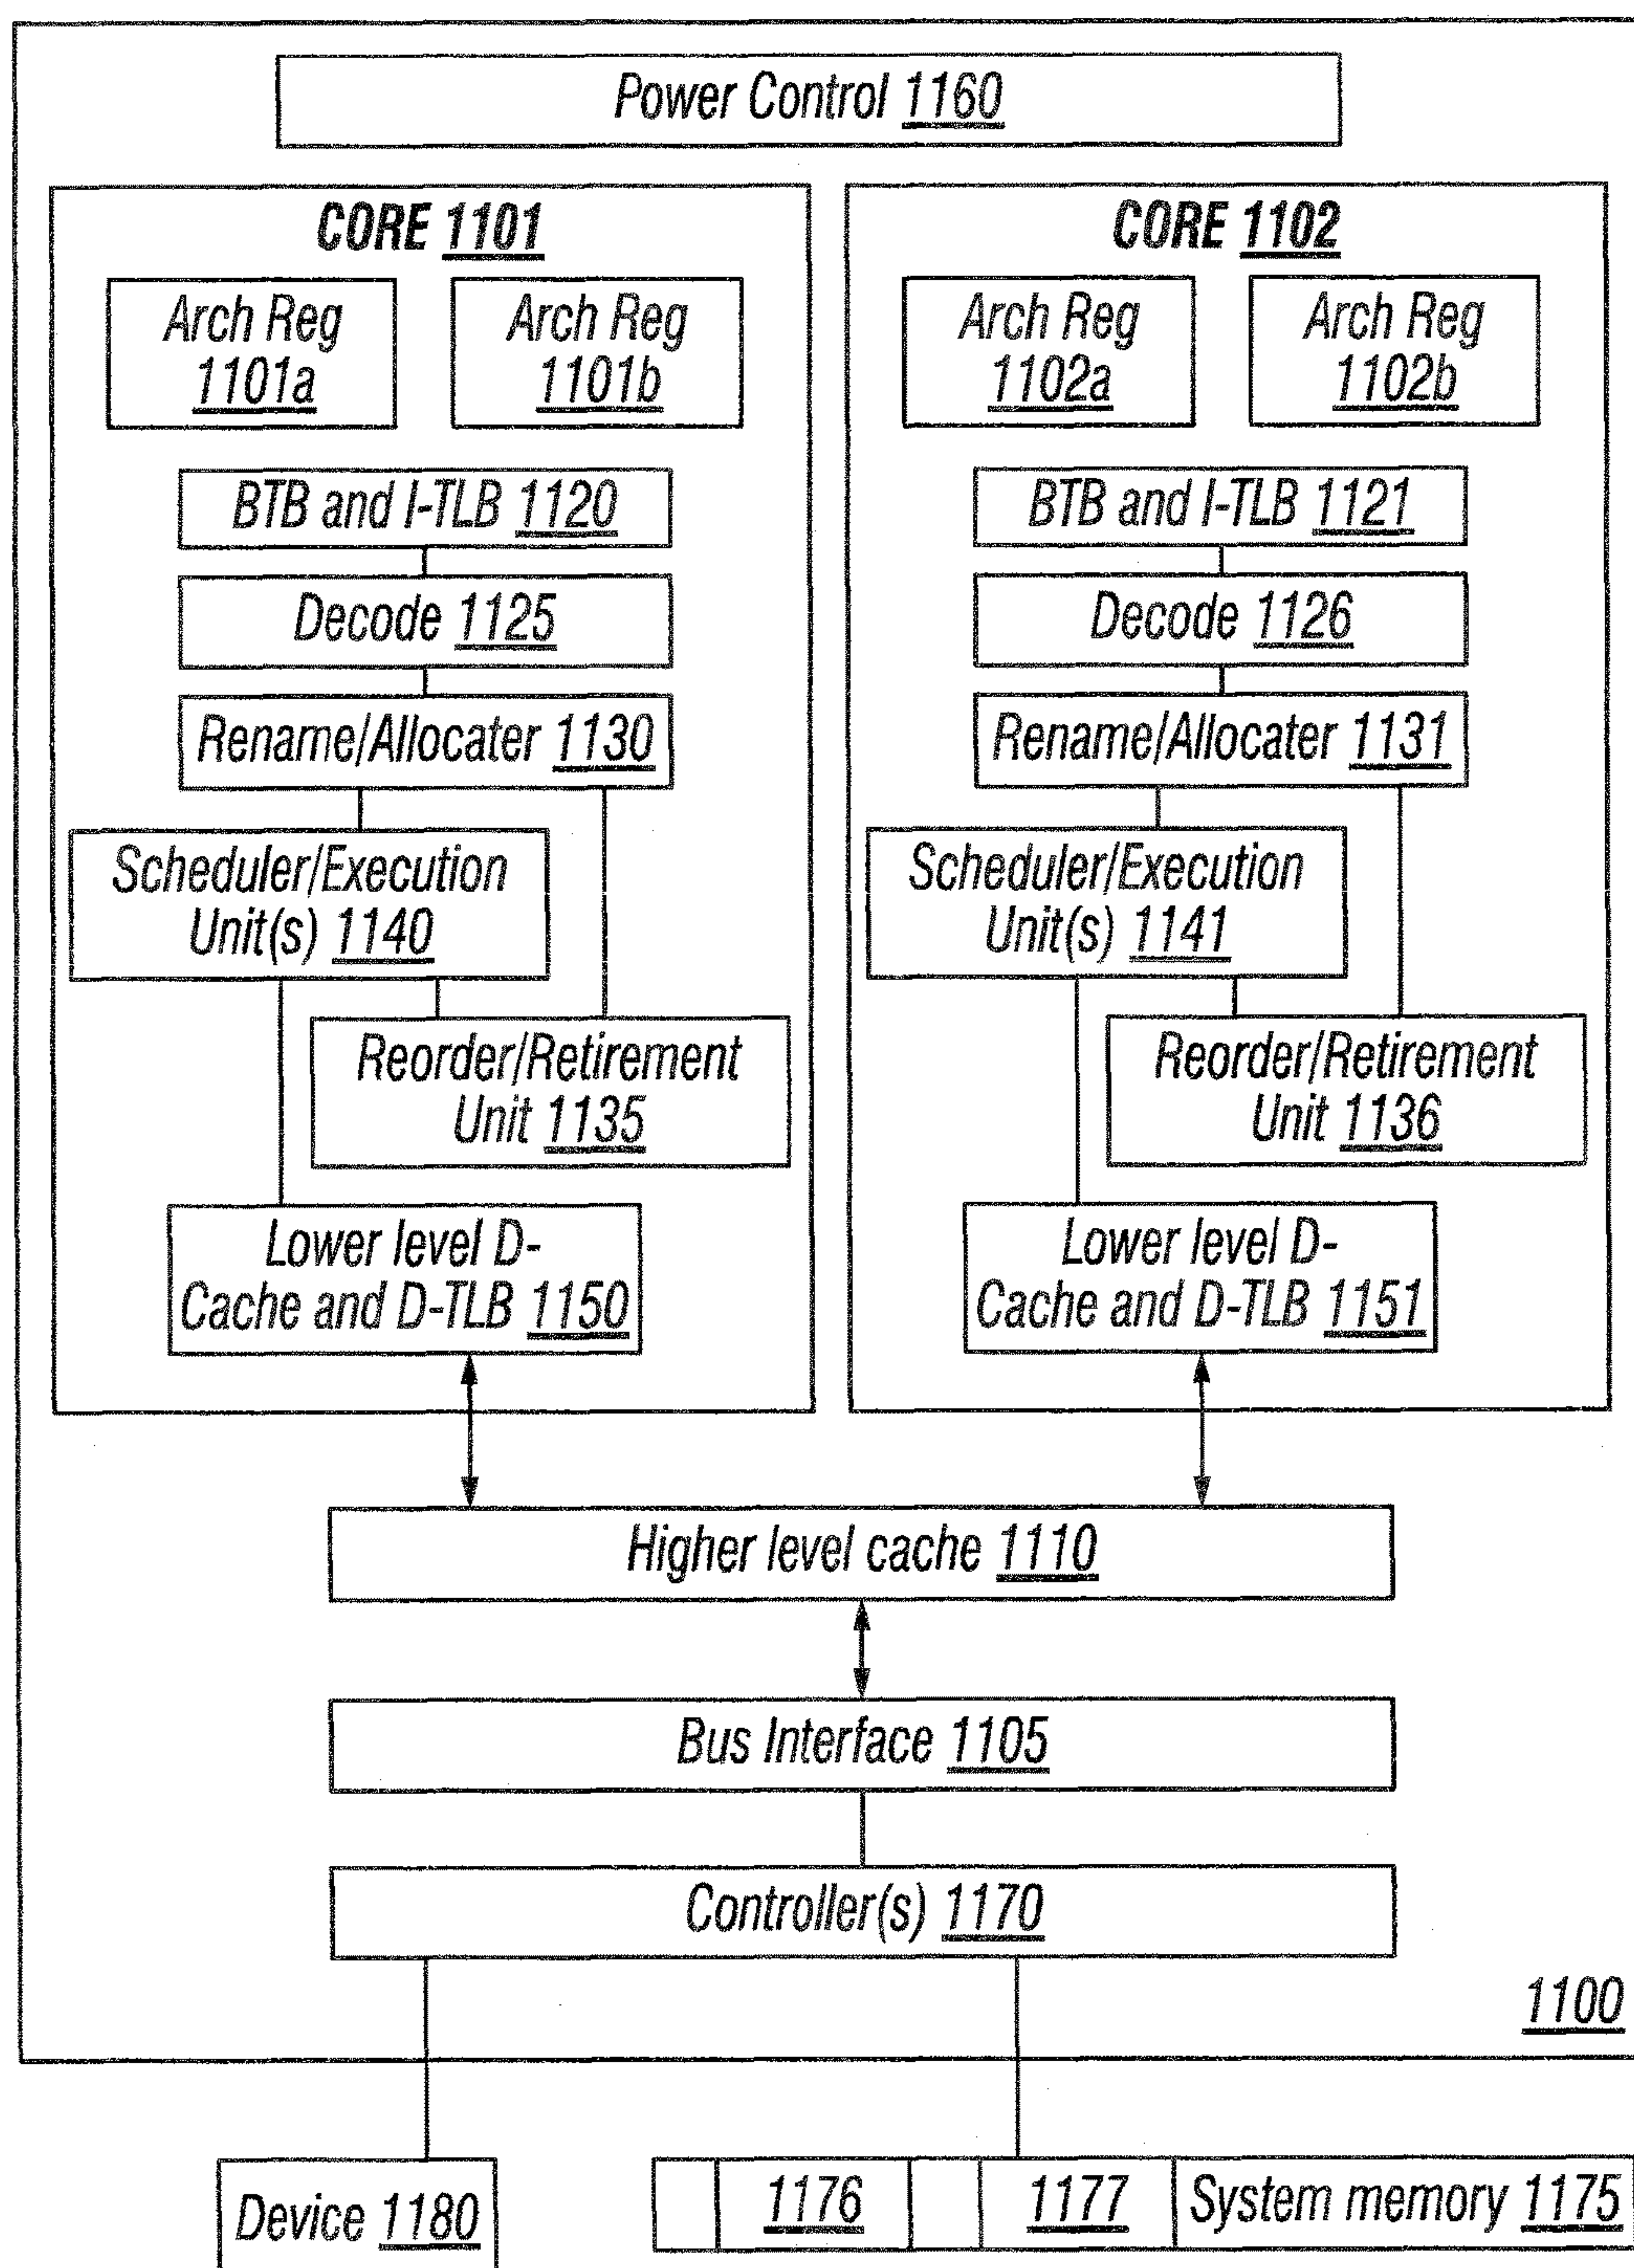 Power Control 1160
CORE 1101
Arch Reg
1101a
Arch Reg
1101b
BTB and I-TLB 1120
Decode 1125
Rename/Allocater 1130
Scheduler/Execution
Unit(s) 1140
Reorder/Retirement
Unit 1135
Lower level D-
Cache and D-TLB 1150
CORE 1102
Arch Reg
1102a
Arch Reg
1102b
BTB and I-TLB 1121
Decode 1126
Rename/Allocater 1131
Scheduler/Execution
Unit(s) 1141
Reorder/Retirement
Unit 1136
Lower level D-
Cache and D-TLB 1151
Higher level cache 1110
Bus Interface 1105
Controller(s) 1170
1100
Device 1180
1176
1177
System memory 1175